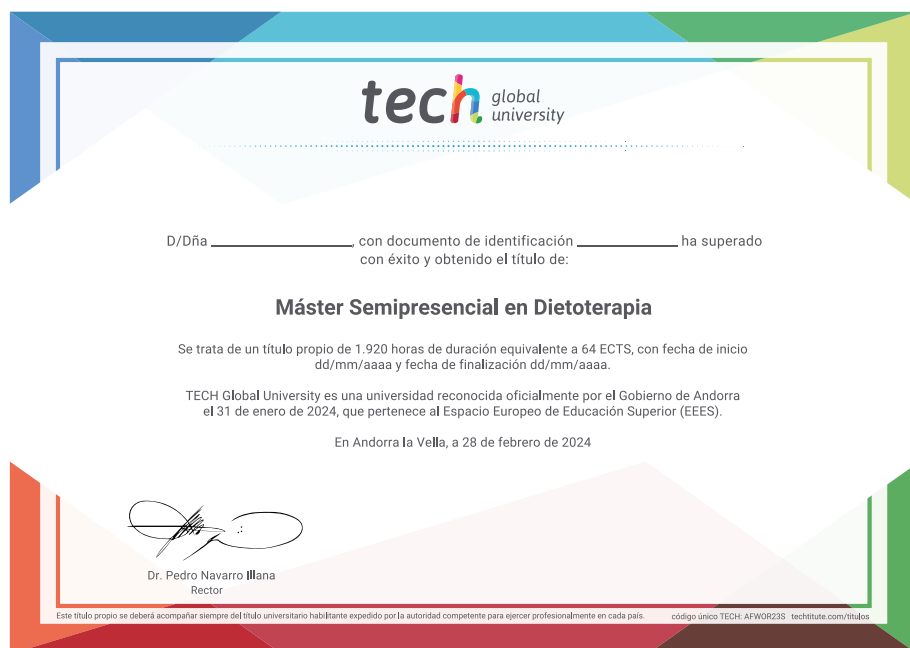 tech global university
D/Dña ______________, con documento de identificación __________ ha superado
con éxito y obtenido el título de:
Máster Semipresencial en Dietoterapia
Se trata de un título propio de 1.920 horas de duración equivalente a 64 ECTS, con fecha de inicio
dd/mm/aaaa y fecha de finalización dd/mm/aaaa.
TECH Global University es una universidad reconocida oficialmente por el Gobierno de Andorra
el 31 de enero de 2024, que pertenece al Espacio Europeo de Educación Superior (EEES).
En Andorra la Vella, a 28 de febrero de 2024
Dr. Pedro Navarro Illana
Rector
Este título propio se deberá acompañar siempre del título universitario habilitante expedido por la autoridad competente para ejercer profesionalmente en cada país. código único TECH: AFWOR23S techtitute.com/titulos